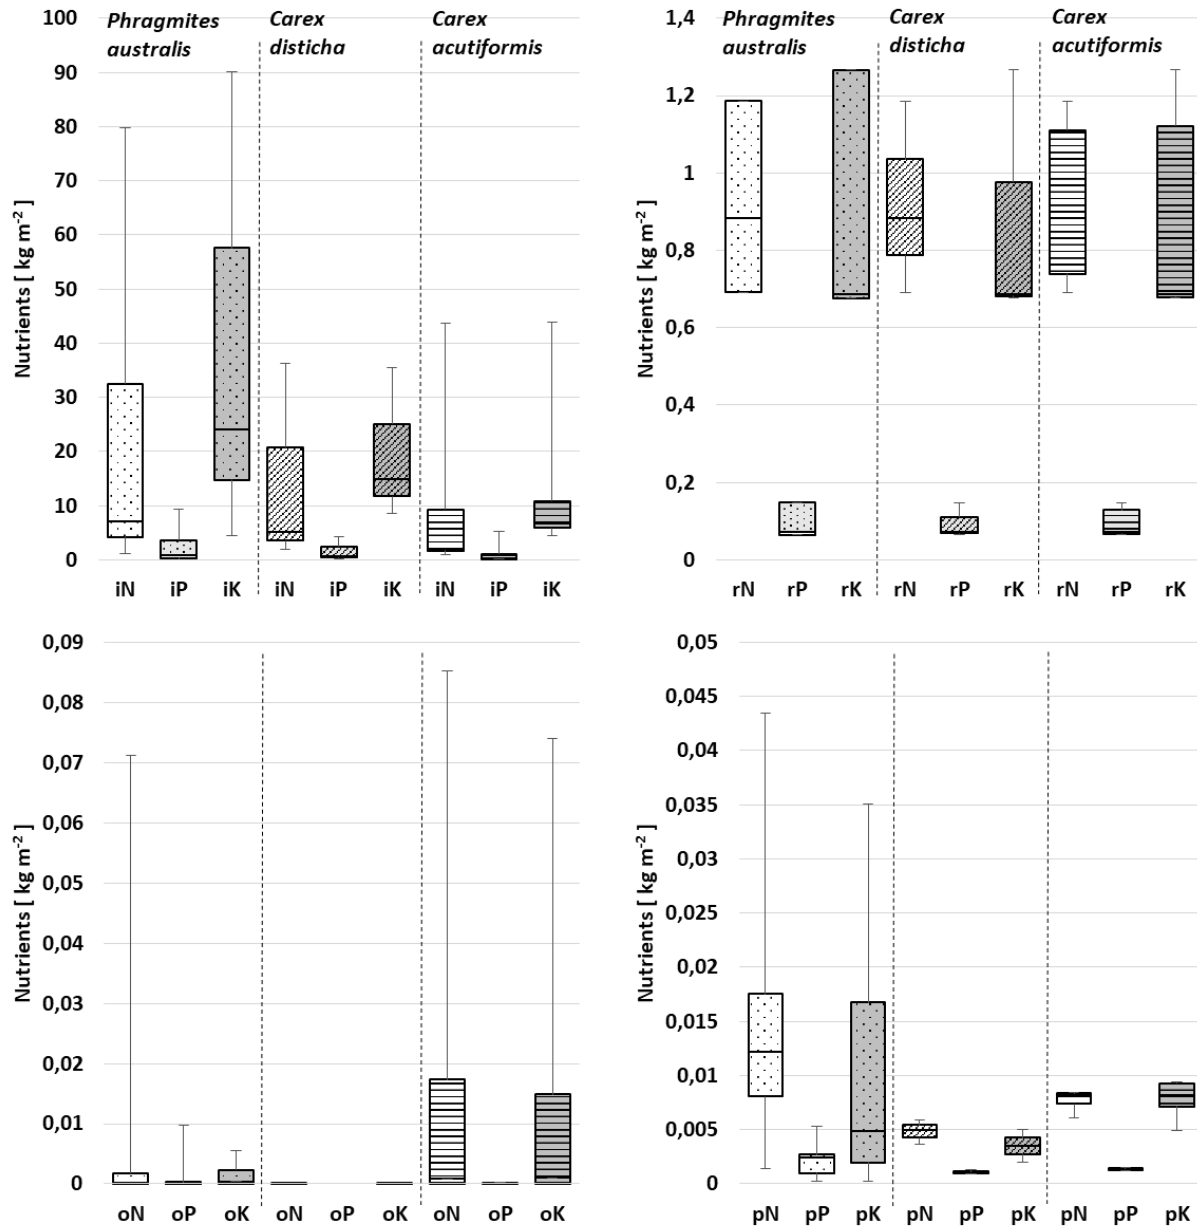 Phragmites
australis
Carex
disticha
Carex
acutiformis
Nutrients [ kg m-2 ]
100
90
80
70
60
50
40
30
20
10
0
iN iP iK iN iP iK iN iP iK
Phragmites
australis
Carex
disticha
Carex
acutiformis
Nutrients [ kg m-2 ]
1,4
1,2
1
0,8
0,6
0,4
0,2
0
rN rP rK rN rP rK rN rP rK
Nutrients [ kg m-2 ]
0,09
0,08
0,07
0,06
0,05
0,04
0,03
0,02
0,01
0
oN oP oK oN oP oK oN oP oK
Nutrients [ kg m-2 ]
0,05
0,045
0,04
0,035
0,03
0,025
0,02
0,015
0,01
0,005
0
pN pP pK pN pP pK pN pP pK